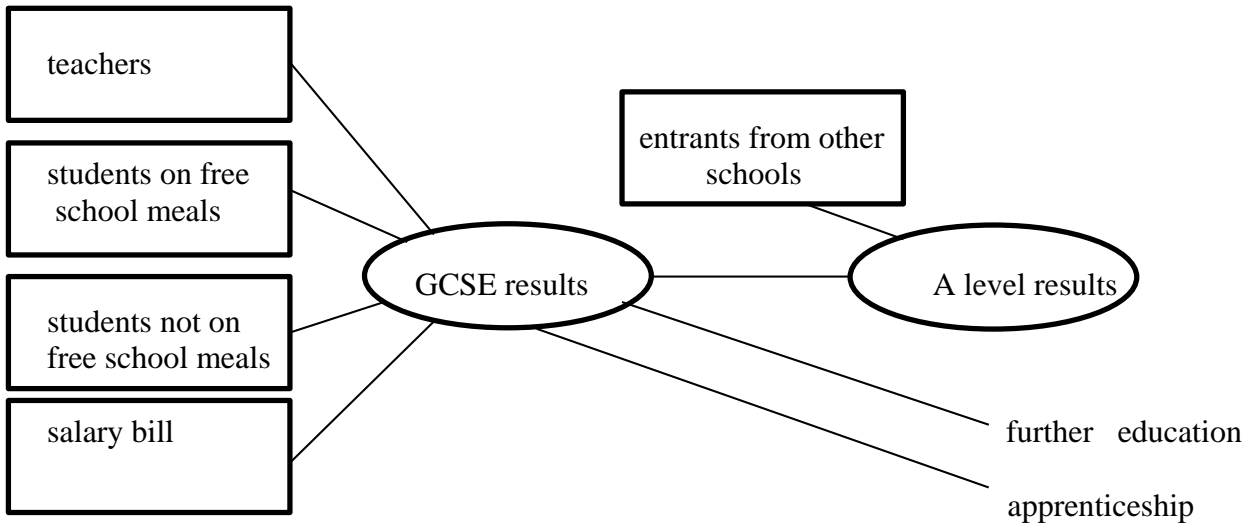 teachers
students on free
school meals
students not on
free school meals
salary bill
GCSE results
entrants from other
schools
A level results
further education
apprenticeship